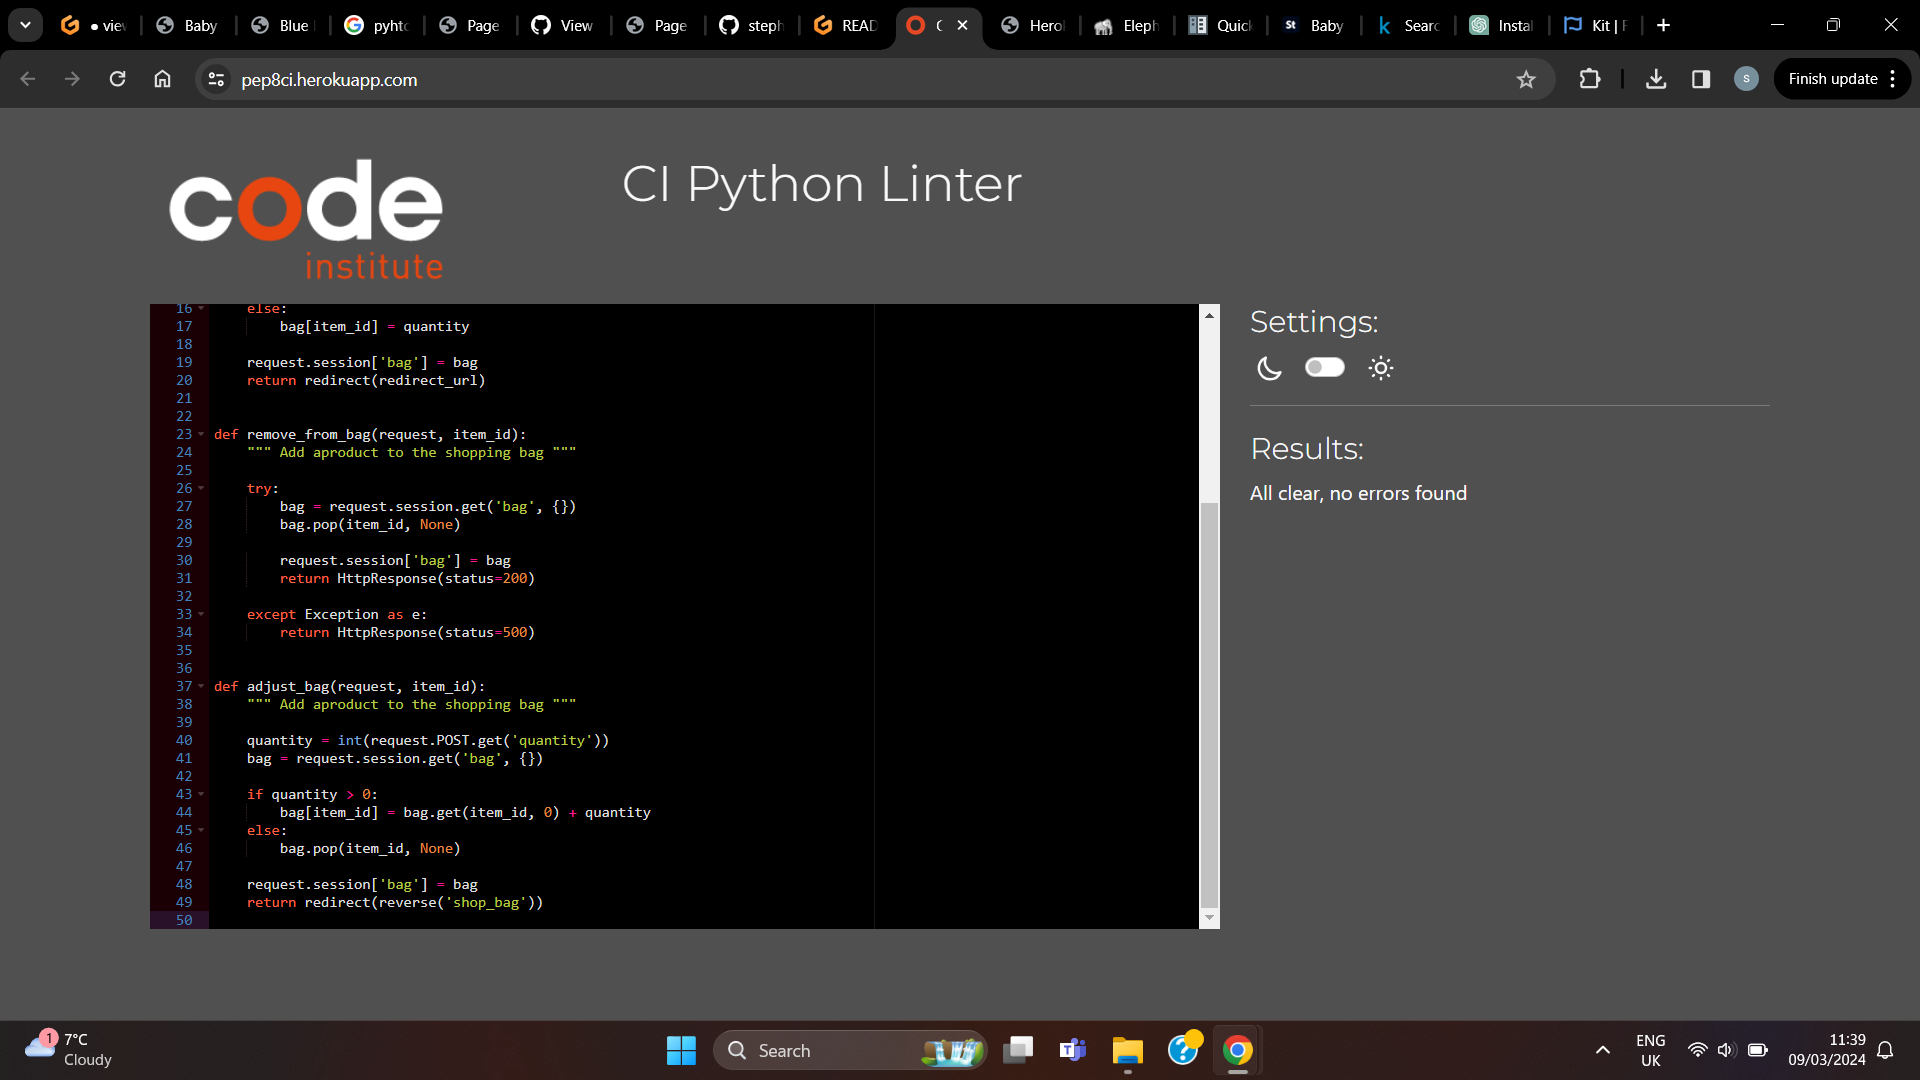 view
Baby
Blue
pyhto
Page
View
Page
steph
READ
C
Herok
Eleph
Quick
St
Baby
k
Searc
Instal
Kit | F
pep8ci.herokuapp.com
S
Finish update
code
institute
CI Python Linter
16 else:
17 bag[item_id] = quantity
18
19 request.session['bag'] = bag
20 return redirect(redirect_url)
21
22
23 def remove_from_bag(request, item_id):
24 """ Add aproduct to the shopping bag """
25
26 try:
27 bag = request.session.get('bag', {})
28 bag.pop(item_id, None)
29
30 request.session['bag'] = bag
31 return HttpResponse(status=200)
32
33 except Exception as e:
34 return HttpResponse(status=500)
35
36
37 def adjust_bag(request, item_id):
38 """ Add aproduct to the shopping bag """
39
40 quantity = int(request.POST.get('quantity'))
41 bag = request.session.get('bag', {})
42
43 if quantity > 0:
44 bag[item_id] = bag.get(item_id, 0) + quantity
45 else:
46 bag.pop(item_id, None)
47
48 request.session['bag'] = bag
49 return redirect(reverse('shop_bag'))
50
Settings:
Results:
All clear, no errors found
1
7°C
Cloudy
Search
ENG
UK
11:39
09/03/2024